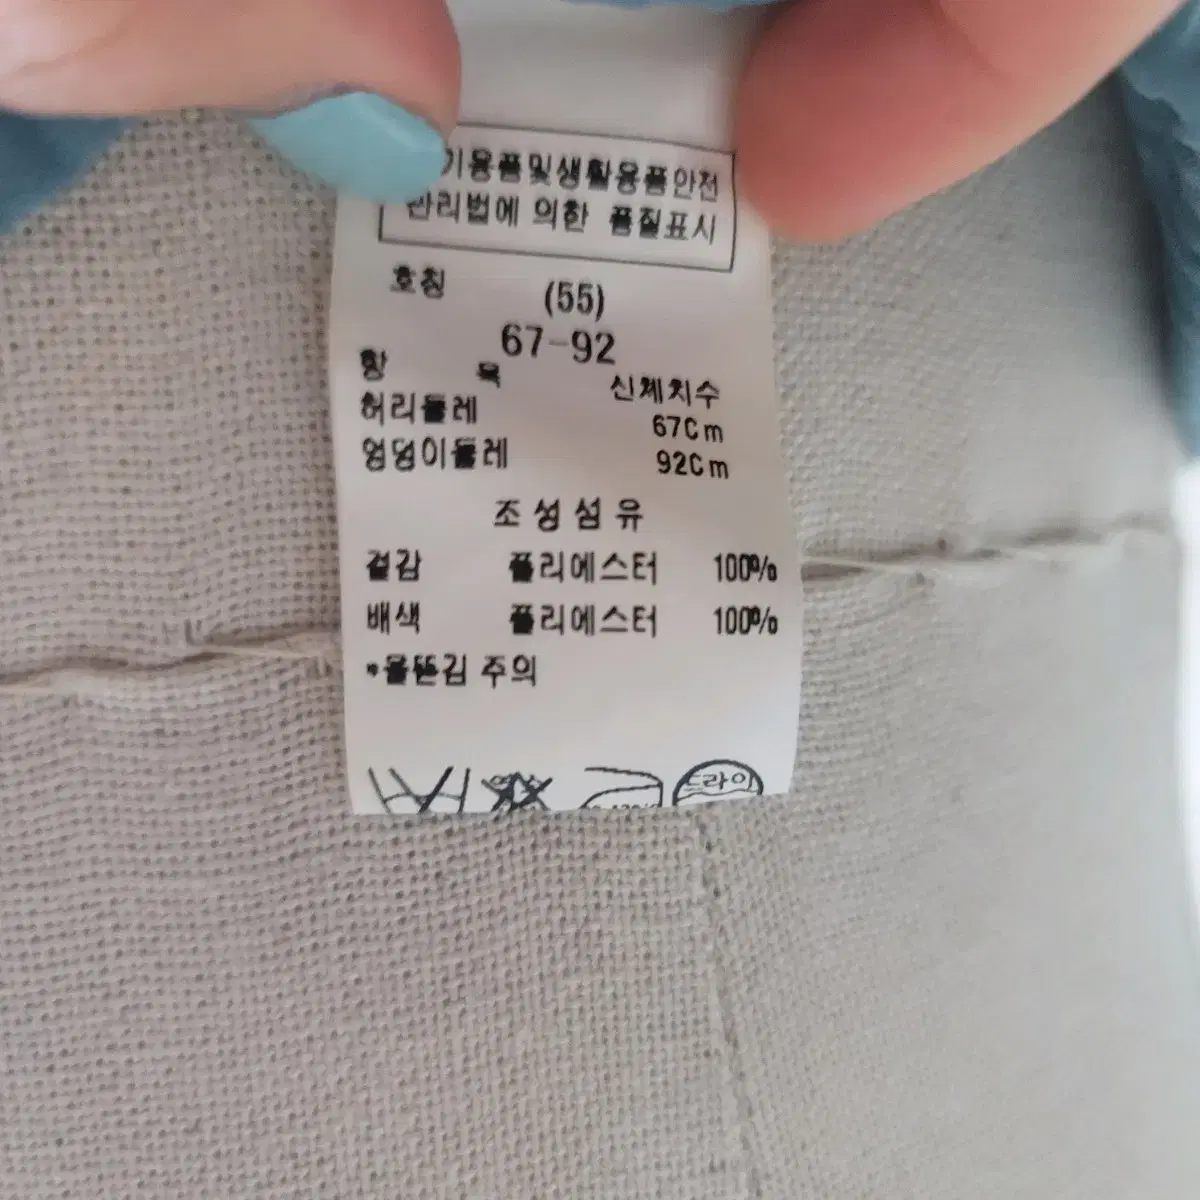 기용품및생활용품안전
관리법에 의한 품질표시
호칭 (55)
67-92
항 목 신체치수
허리둘레 67Cm
엉덩이둘레 92Cm
조성섬유
겉감 폴리에스터 100%
배색 폴리에스터 100%
*올뜯김 주의
드라이